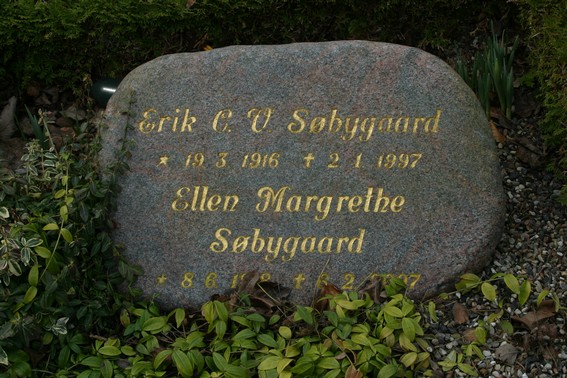 Erik C. V Søbygaard
* 19. 3. 1916 + 2. 1. 1997
Ellen Margrethe
Søbygaard
* 8. 6.